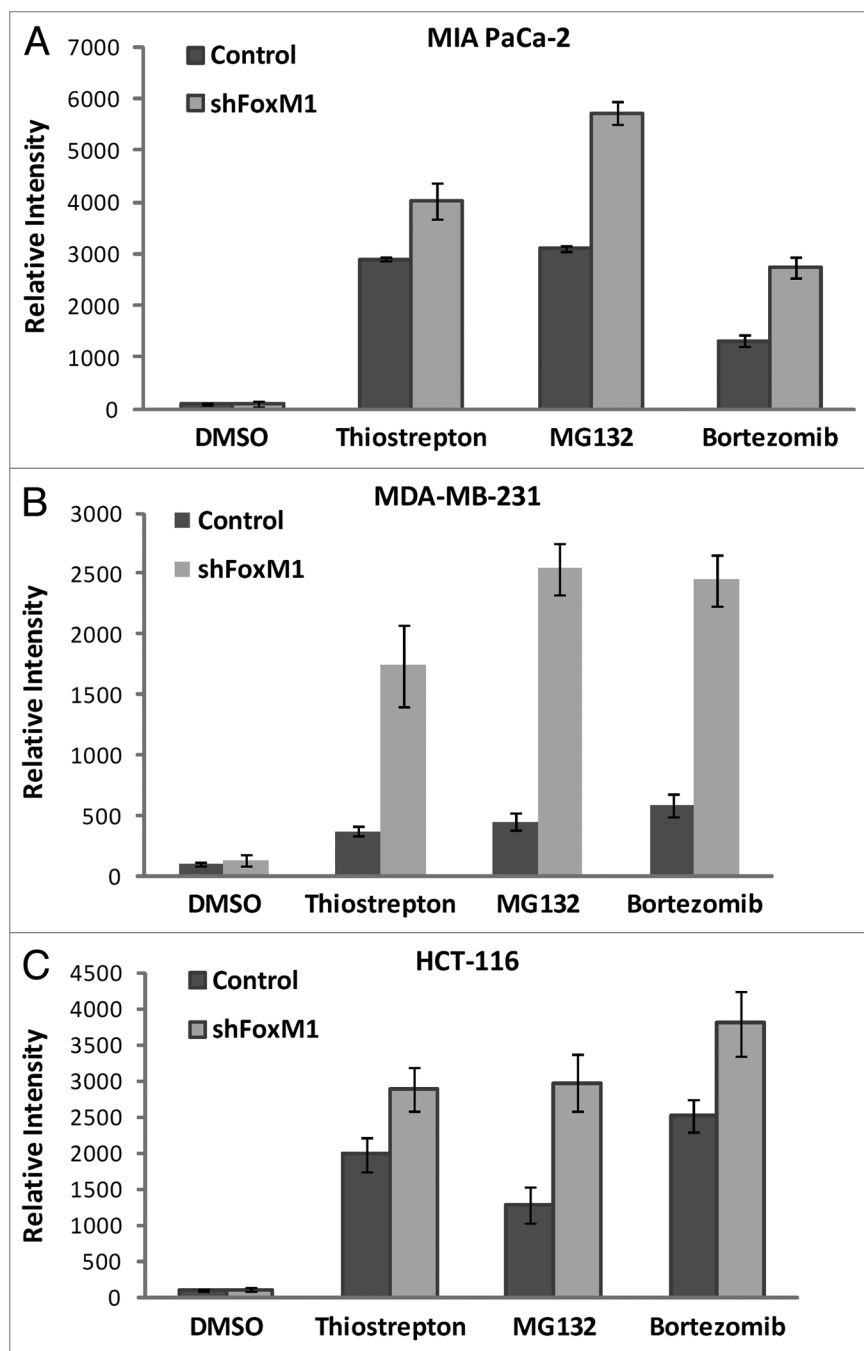 A
MIA PaCa-2
Control
shFoxM1
Relative Intensity
7000
6000
5000
4000
3000
2000
1000
0
DMSO Thiostrepton MG132 Bortezomib
B
MDA-MB-231
Control
shFoxM1
Relative Intensity
3000
2500
2000
1500
1000
500
0
DMSO Thiostrepton MG132 Bortezomib
C
HCT-116
Control
shFoxM1
Relative Intensity
4500
4000
3500
3000
2500
2000
1500
1000
500
0
DMSO Thiostrepton MG132 Bortezomib